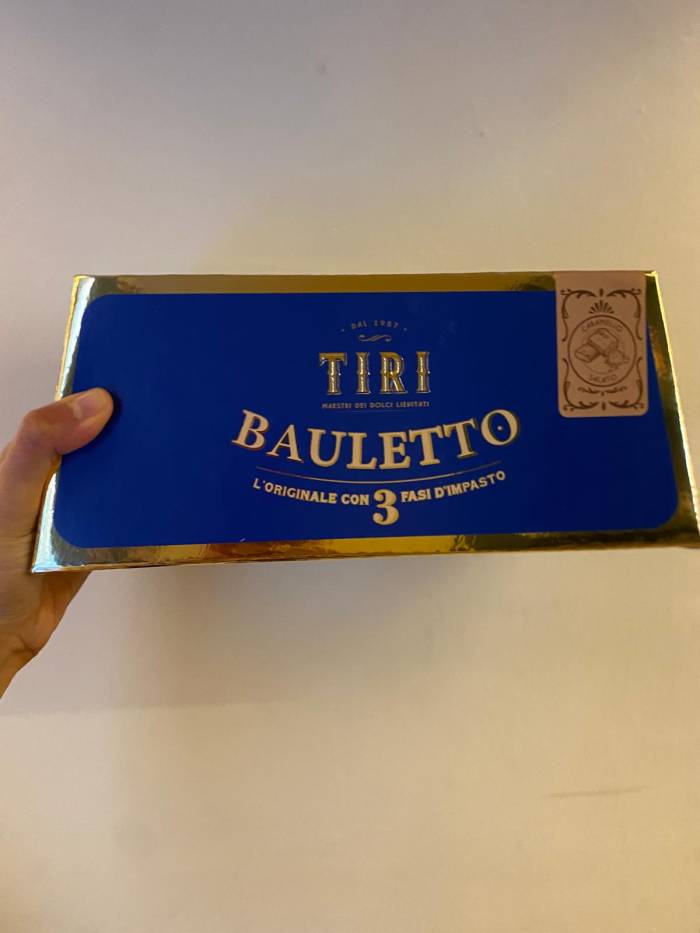 - DAL 1957 -
TIRI
MAESTRI DEI DOLCI LIEVITATI
BAULETTO
L'ORIGINALE CON 3 FASI D'IMPASTO
CARAMELLO
SALATO